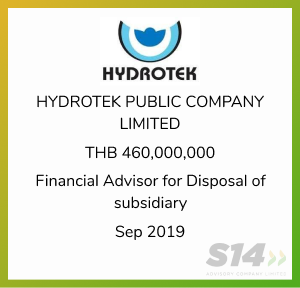 HYDROTEK
HYDROTEK PUBLIC COMPANY
LIMITED
THB 460,000,000
Financial Advisor for Disposal of
subsidiary
Sep 2019
S14
ADVISORY COMPANY LIMITED